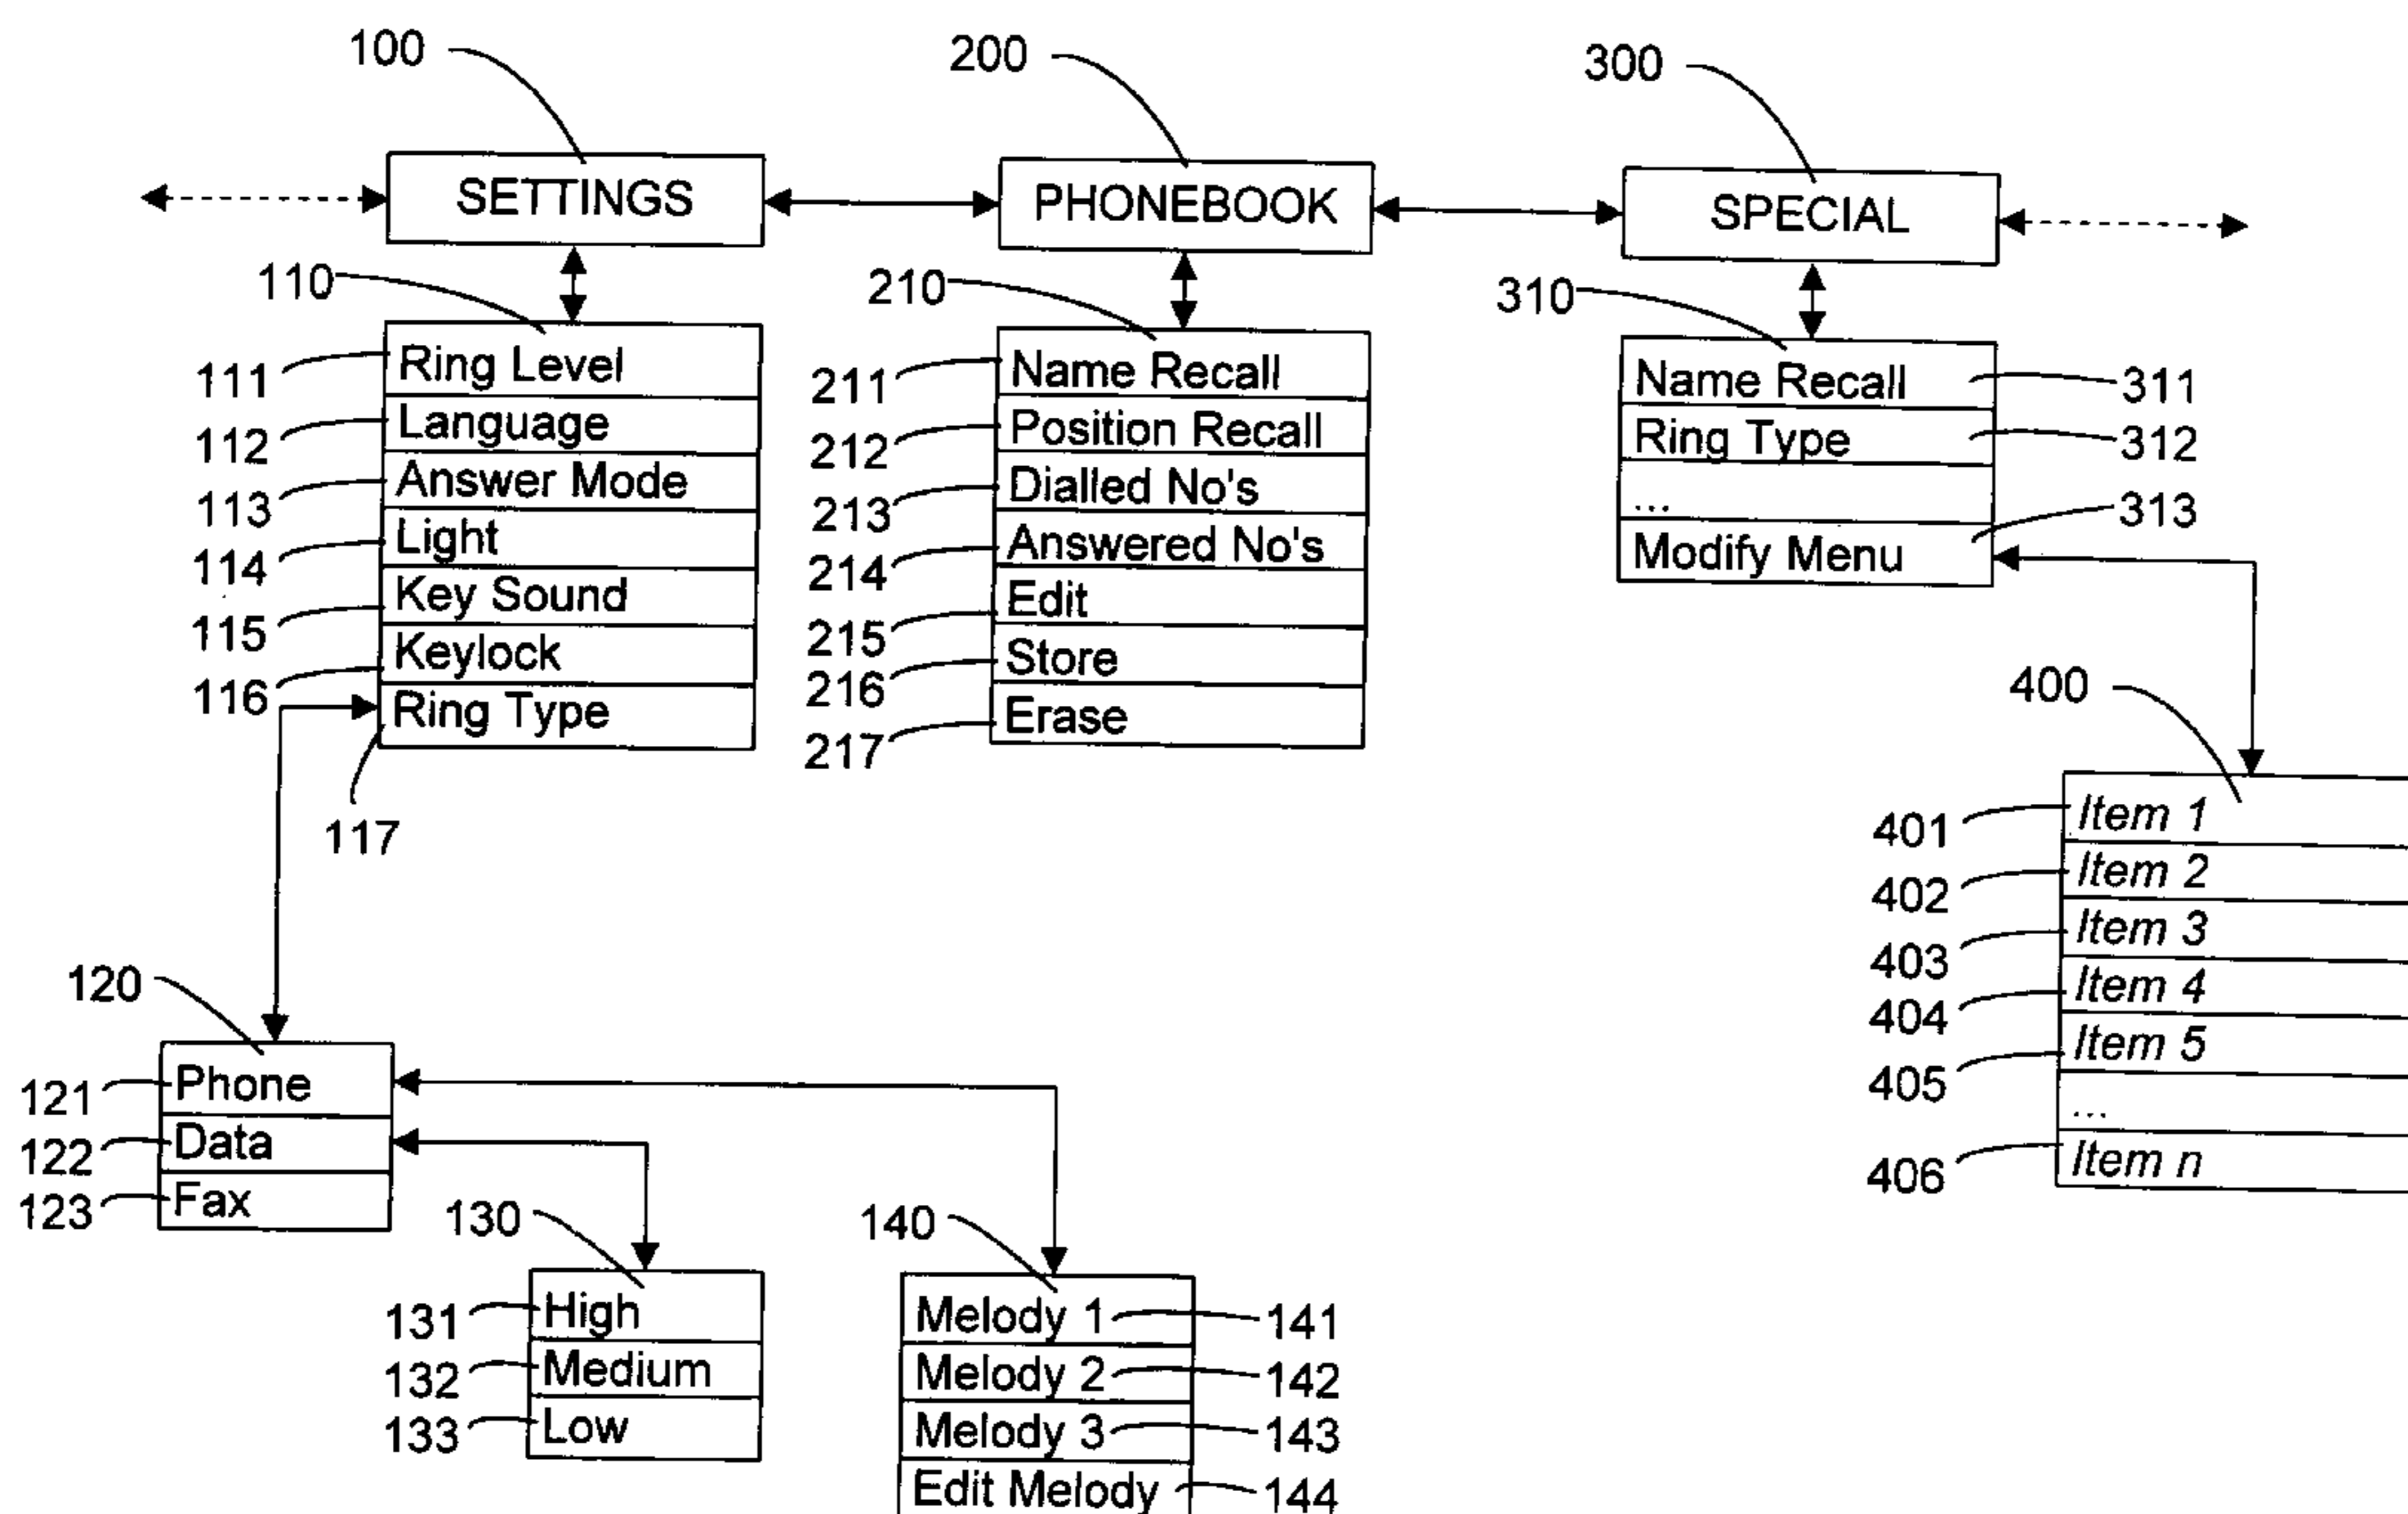 100
200
300
SETTINGS
PHONEBOOK
SPECIAL
110
210
310
111 Ring Level
112 Language
113 Answer Mode
114 Light
115 Key Sound
116 Keylock
117 Ring Type
211 Name Recall
212 Position Recall
213 Dialled No's
214 Answered No's
215 Edit
216 Store
217 Erase
Name Recall 311
Ring Type 312
...
Modify Menu 313
400
401 Item 1
402 Item 2
403 Item 3
404 Item 4
405 Item 5
...
406 Item n
120
121 Phone
122 Data
123 Fax
130
131 High
132 Medium
133 Low
140
Melody 1 141
Melody 2 142
Melody 3 143
Edit Melody 144